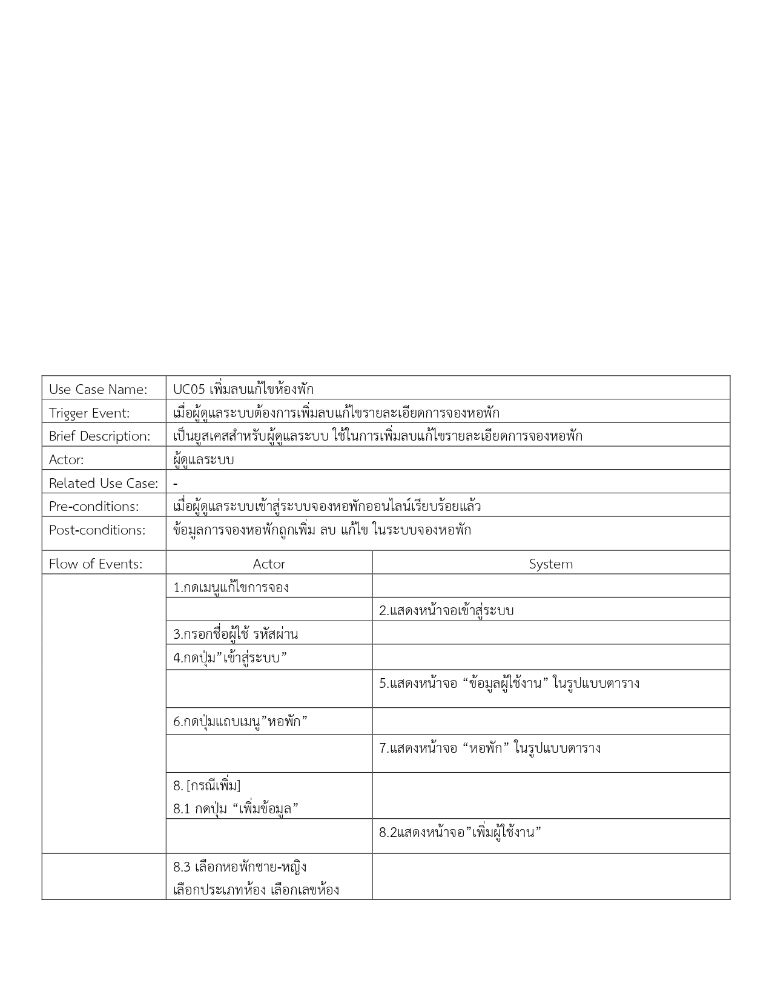 Use Case Name: UC05 เพิ่มลบแก้ไขห้องพัก
Trigger Event: เมื่อผู้ดูแลระบบต้องการเพิ่มลบแก้ไขรายละเอียดการจองหอพัก
Brief Description: เป็นยูสเคสสำหรับผู้ดูแลระบบ ใช้ในการเพิ่มลบแก้ไขรายละเอียดการจองหอพัก
Actor: ผู้ดูแลระบบ
Related Use Case: -
Pre-conditions: เมื่อผู้ดูแลระบบเข้าสู่ระบบจองหอพักออนไลน์เรียบร้อยแล้ว
Post-conditions: ข้อมูลการจองหอพักถูกเพิ่ม ลบ แก้ไข ในระบบจองหอพัก
Flow of Events: Actor System
1.กดเมนูแก้ไขการจอง
2.แสดงหน้าจอเข้าสู่ระบบ
3.กรอกชื่อผู้ใช้ รหัสผ่าน
4.กดปุ่ม”เข้าสู่ระบบ”
5.แสดงหน้าจอ “ข้อมูลผู้ใช้งาน” ในรูปแบบตาราง
6.กดปุ่มแถบเมนู”หอพัก”
7.แสดงหน้าจอ “หอพัก” ในรูปแบบตาราง
8. [กรณีเพิ่ม]
8.1 กดปุ่ม “เพิ่มข้อมูล”
8.2แสดงหน้าจอ”เพิ่มผู้ใช้งาน”
8.3 เลือกหอพักชาย-หญิง
เลือกประเภทห้อง เลือกเลขห้อง